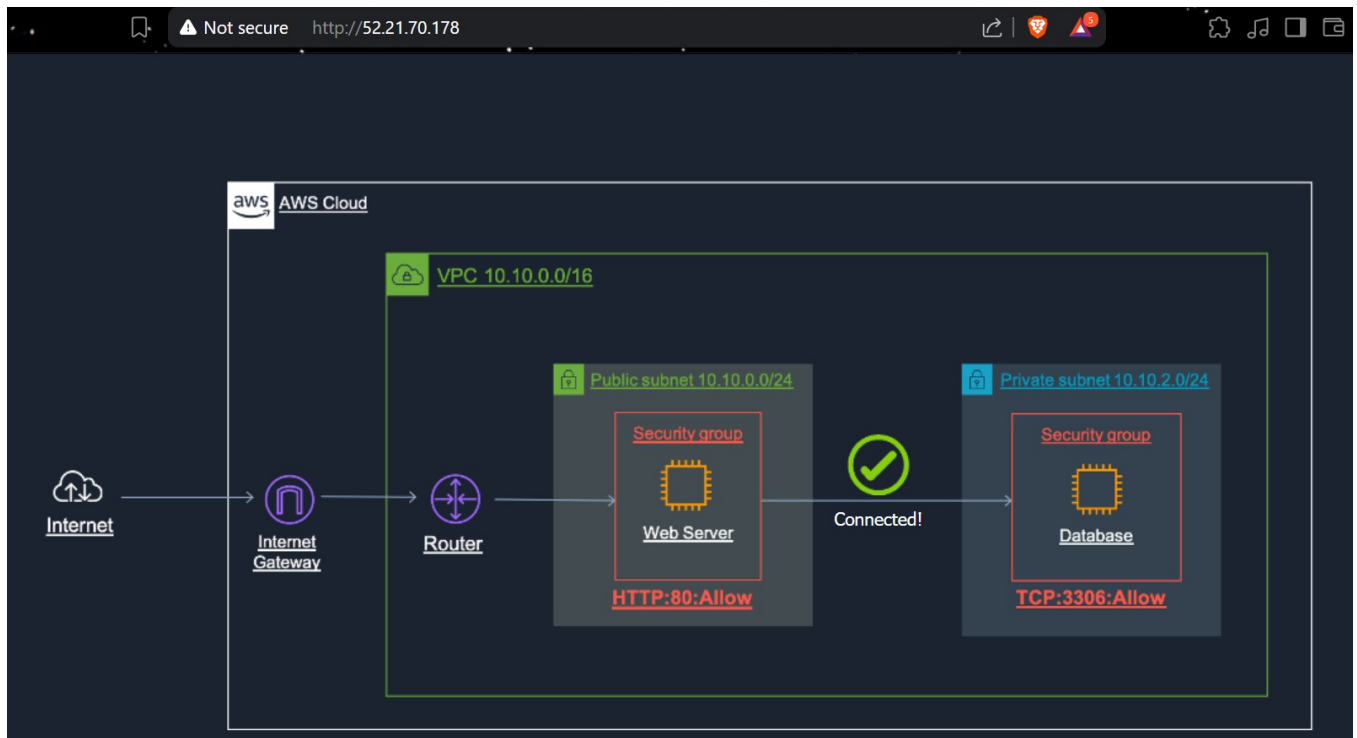 Not secure http://52.21.70.178
5
aws AWS Cloud
VPC 10.10.0.0/16
Public subnet 10.10.0.0/24
Private subnet 10.10.2.0/24
Security group
Security group
Internet
Internet
Gateway
Router
Web Server
Connected!
Database
HTTP:80:Allow
TCP:3306:Allow